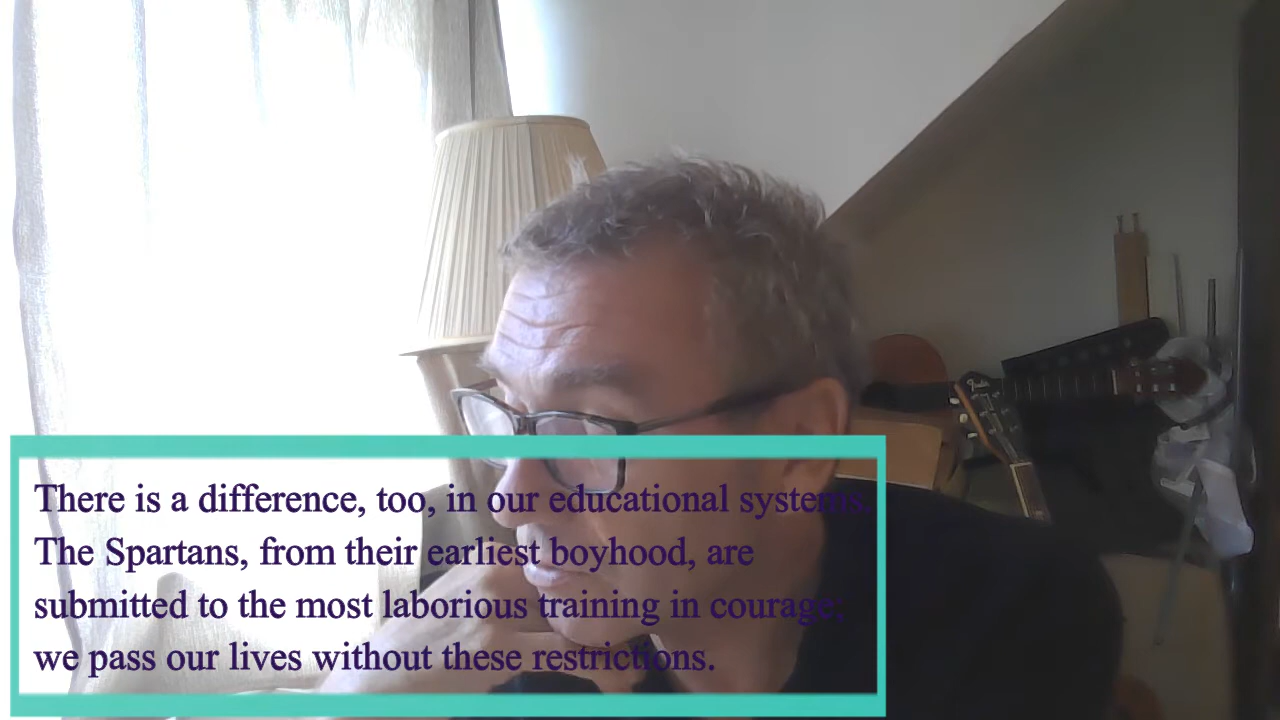 There is a difference, too, in our educational systems.
The Spartans, from their earliest boyhood, are
submitted to the most laborious training in courage;
we pass our lives without these restrictions.
Fender